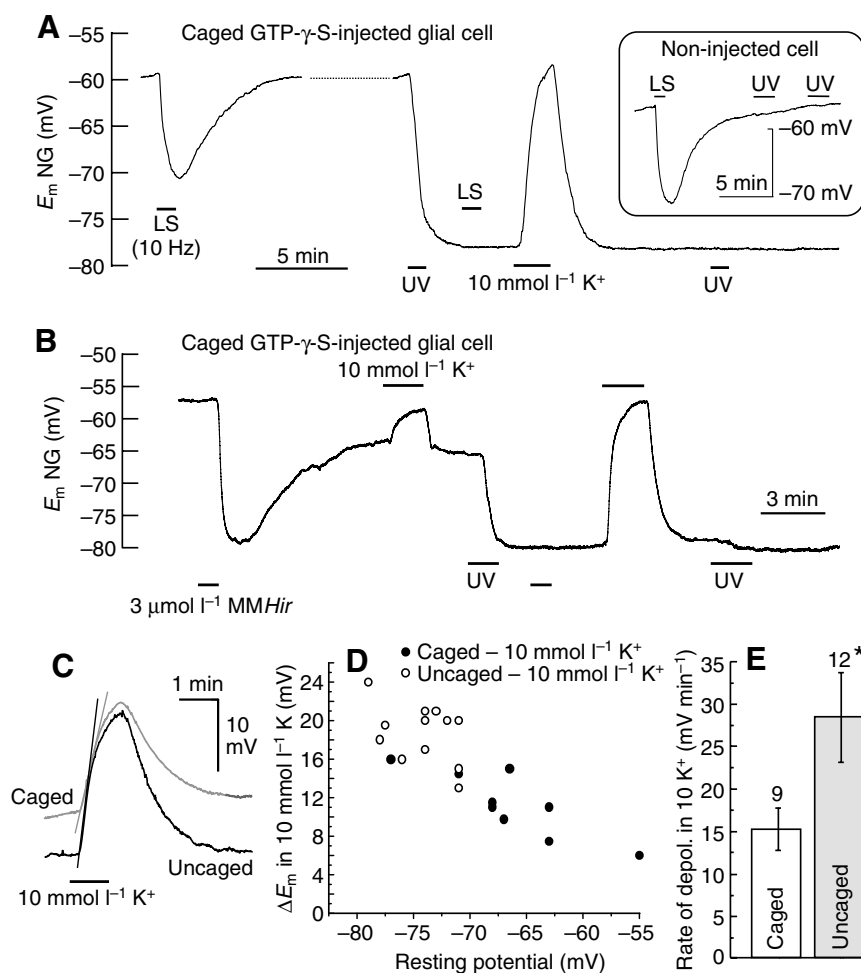 A
Caged GTP-γ-S-injected glial cell
Em NG (mV)
–55
–60
–65
–70
–75
–80
LS
(10 Hz)
5 min
UV
LS
10 mmol l–1 K+
UV
Non-injected cell
LS
UV
UV
–60 mV
5 min
–70 mV
B
Caged GTP-γ-S-injected glial cell
10 mmol l–1 K+
Em NG (mV)
–50
–55
–60
–65
–70
–75
–80
3 min
UV
UV
3 μmol l–1 MMHir
C
1 min
10 mV
Caged
Uncaged
10 mmol l–1 K+
D
Caged – 10 mmol l–1 K+
Uncaged – 10 mmol l–1 K+
ΔEm in 10 mmol l–1 K (mV)
24
20
16
12
8
4
0
–80
–75
–70
–65
–60
–55
Resting potential (mV)
E
Rate of depol. in 10 K+ (mV min–1)
35
30
25
20
15
10
5
0
9
12*
Caged
Uncaged